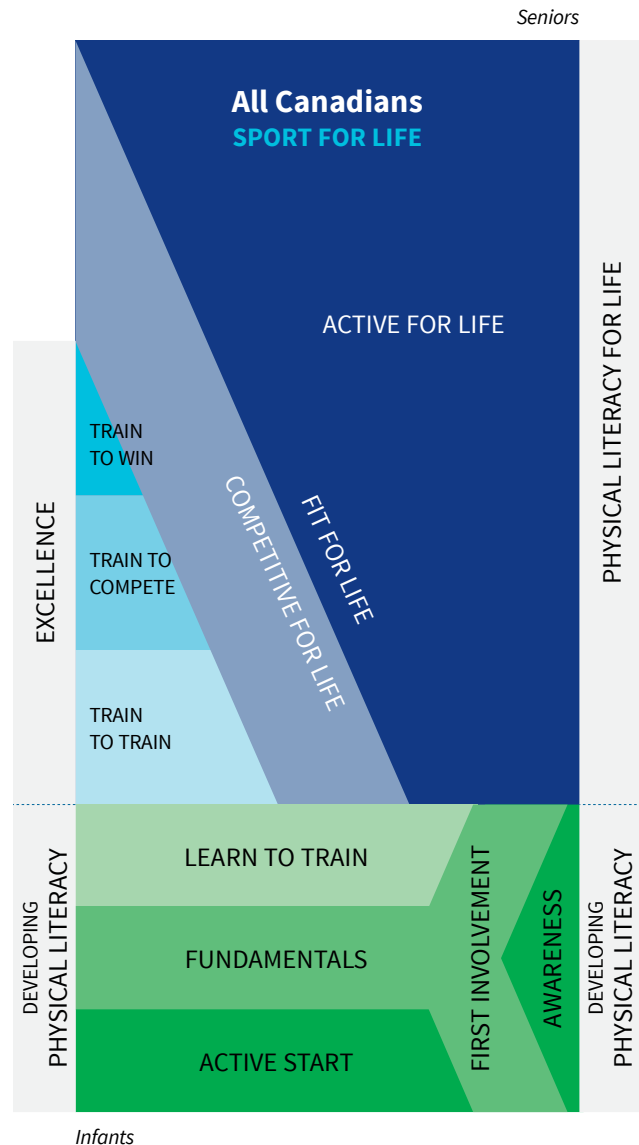 Seniors
All Canadians
SPORT FOR LIFE
ACTIVE FOR LIFE
PHYSICAL LITERACY FOR LIFE
TRAIN
TO WIN
EXCELLENCE
TRAIN TO
COMPETE
COMPETITIVE FOR LIFE
FIT FOR LIFE
TRAIN
TO TRAIN
DEVELOPING
PHYSICAL LITERACY
LEARN TO TRAIN
FUNDAMENTALS
ACTIVE START
FIRST INVOLVEMENT
AWARENESS
DEVELOPING
PHYSICAL LITERACY
Infants